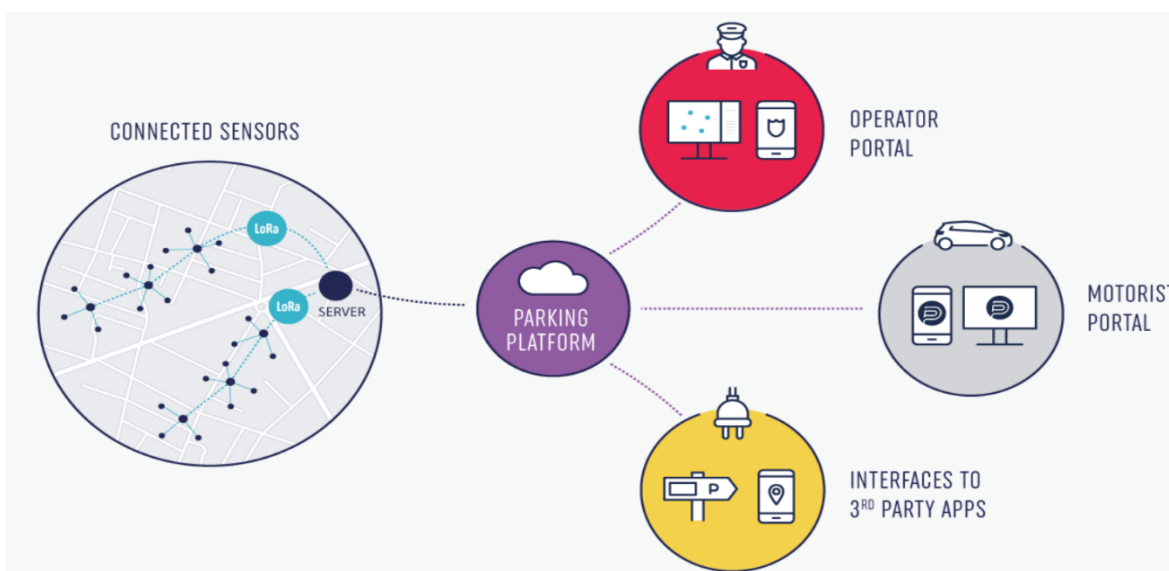 CONNECTED SENSORS
LoRa
LoRa
SERVER
PARKING
PLATFORM
OPERATOR
PORTAL
MOTORIST
PORTAL
P
INTERFACES TO
3RD PARTY APPS